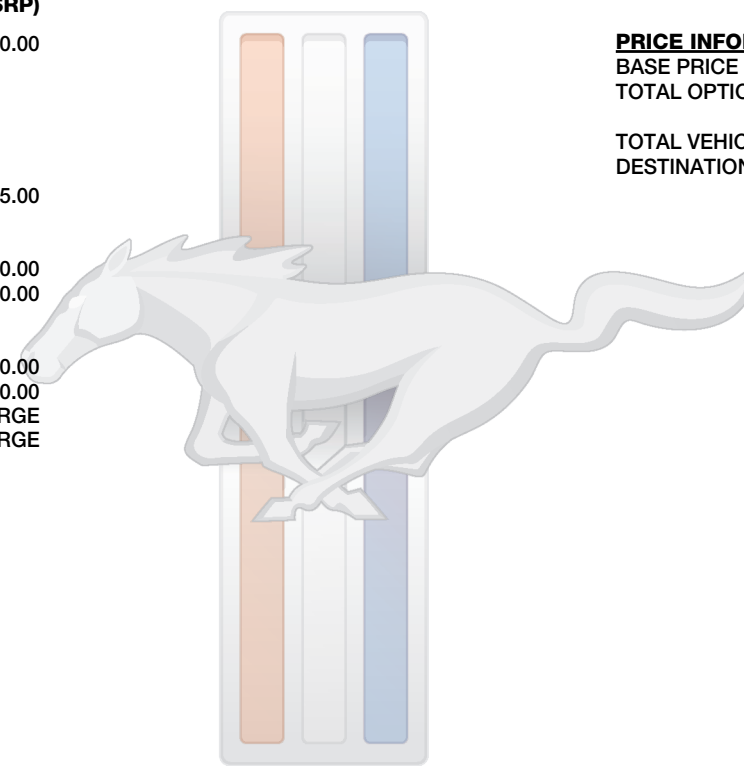 SRP)
0.00
5.00
0.00
0.00
0.00
0.00
RGE
RGE
PRICE INFO
BASE PRICE
TOTAL OPTIO
TOTAL VEHIC
DESTINATION